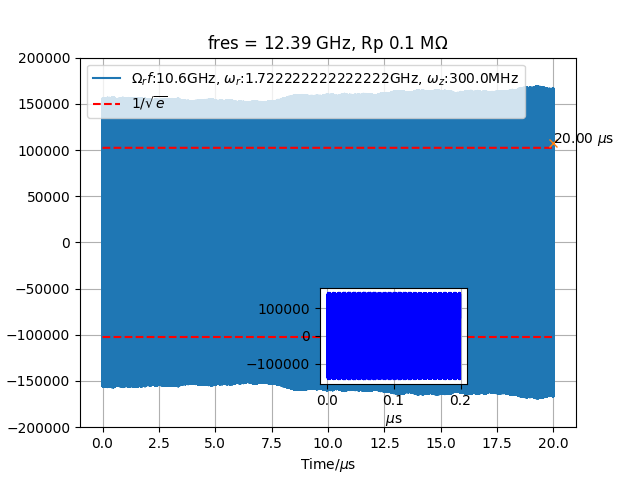 fres = 12.39 GHz, Rp 0.1 MΩ
200000
150000
100000
50000
0
−50000
−100000
−150000
−200000
Ω_r f:10.6GHz, ω_r:1.722222222222222GHz, ω_z:300.0MHz
1/√e
20.00 μs
100000
0
−100000
0.0 0.1 0.2
μs
0.0 2.5 5.0 7.5 10.0 12.5 15.0 17.5 20.0
Time/μs